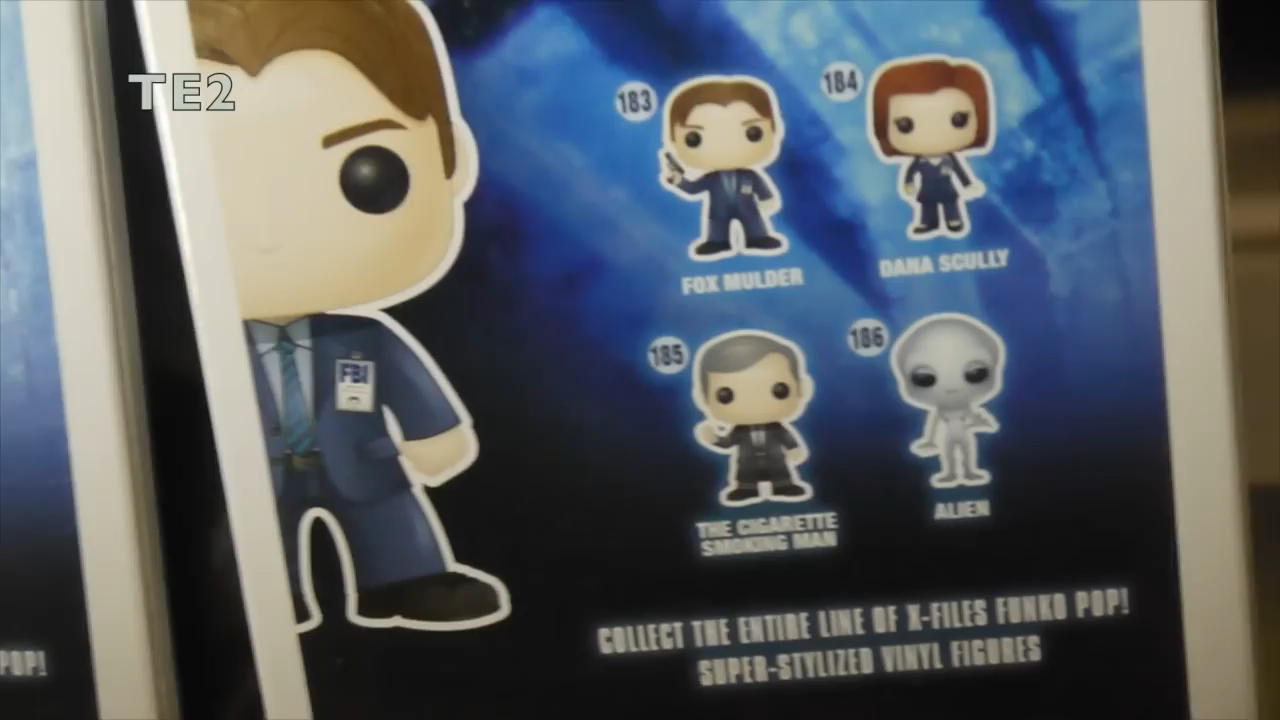 TE2
183
184
FOX MULDER
DANA SCULLY
FBI
185
186
THE CIGARETTE
SMOKING MAN
ALIEN
COLLECT THE ENTIRE LINE OF X-FILES FUNKO POP!
SUPER-STYLIZED VINYL FIGURES
POP!